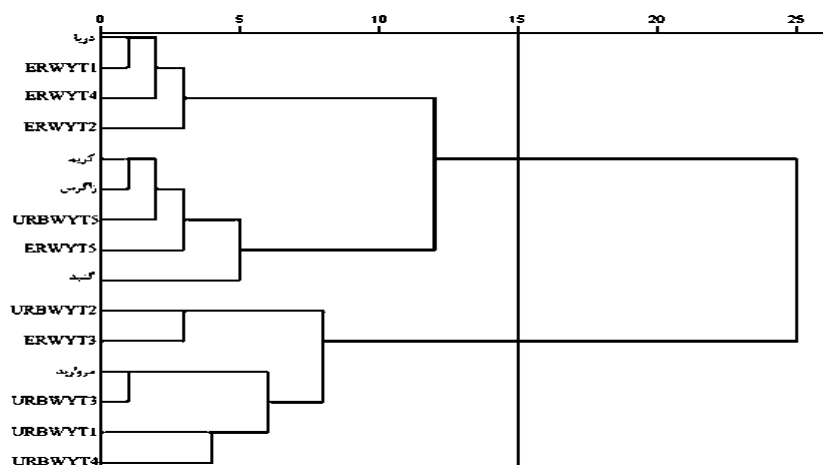 0 5 10 15 20 25
دریا
ERWYT1
ERWYT4
ERWYT2
کریم
زاگرس
URBWYT5
ERWYT5
گنبد
URBWYT2
ERWYT3
مروارید
URBWYT3
URBWYT1
URBWYT4